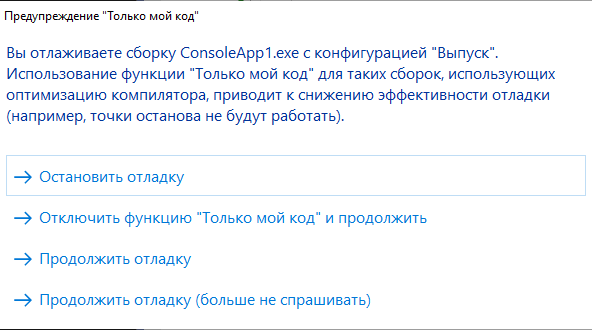 Предупреждение "Только мой код"
Вы отлаживаете сборку ConsoleApp1.exe с конфигурацией "Выпуск".
Использование функции "Только мой код" для таких сборок, использующих
оптимизацию компилятора, приводит к снижению эффективности отладки
(например, точки останова не будут работать).
Остановить отладку
Отключить функцию "Только мой код" и продолжить
Продолжить отладку
Продолжить отладку (больше не спрашивать)